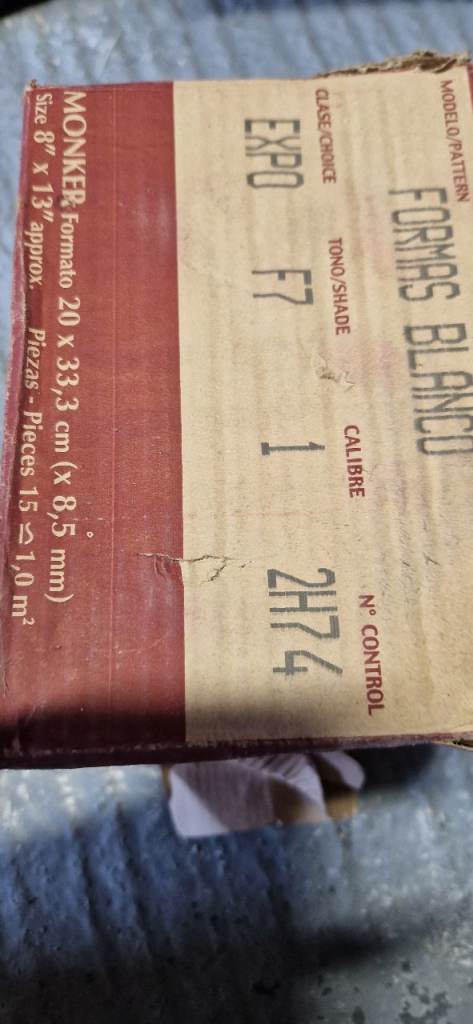 MODELO/PATTERN
FORMAS BLANCO
CLASE/CHOICE TONO/SHADE CALIBRE N° CONTROL
EXPO F7 1 2H74
MONKER Formato 20 x 33,3 cm (x 8,5 mm)
Size 8" x 13" approx. Piezas - Pieces 15 ≌ 1,0 m²